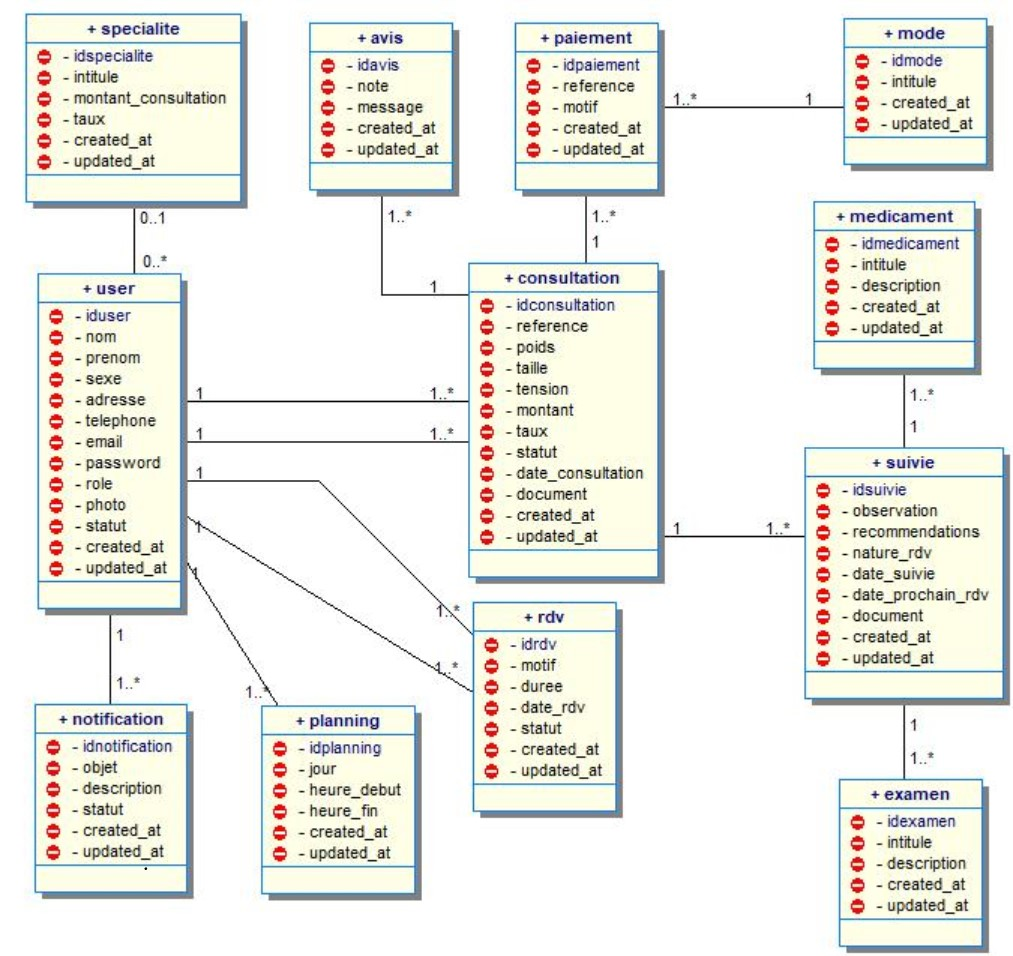 + specialite
- idspecialite
- intitule
- montant_consultation
- taux
- created_at
- updated_at
0..1
0..*
+ avis
- idavis
- note
- message
- created_at
- updated_at
1..*
1
+ paiement
- idpaiement
- reference
- motif
- created_at
- updated_at
1..*
1
1..*
1
+ mode
- idmode
- intitule
- created_at
- updated_at
+ medicament
- idmedicament
- intitule
- description
- created_at
- updated_at
1..*
1
+ user
- iduser
- nom
- prenom
- sexe
- adresse
- telephone
- email
- password
- role
- photo
- statut
- created_at
- updated_at
1
1..*
1
1..*
1
1..*
1
1..*
1
1..*
1
1..*
+ consultation
- idconsultation
- reference
- poids
- taille
- tension
- montant
- taux
- statut
- date_consultation
- document
- created_at
- updated_at
1
1..*
+ suivie
- idsuivie
- observation
- recommendations
- nature_rdv
- date_suivie
- date_prochain_rdv
- document
- created_at
- updated_at
1
1..*
+ rdv
- idrdv
- motif
- duree
- date_rdv
- statut
- created_at
- updated_at
+ notification
- idnotification
- objet
- description
- statut
- created_at
- updated_at
+ planning
- idplanning
- jour
- heure_debut
- heure_fin
- created_at
- updated_at
+ examen
- idexamen
- intitule
- description
- created_at
- updated_at